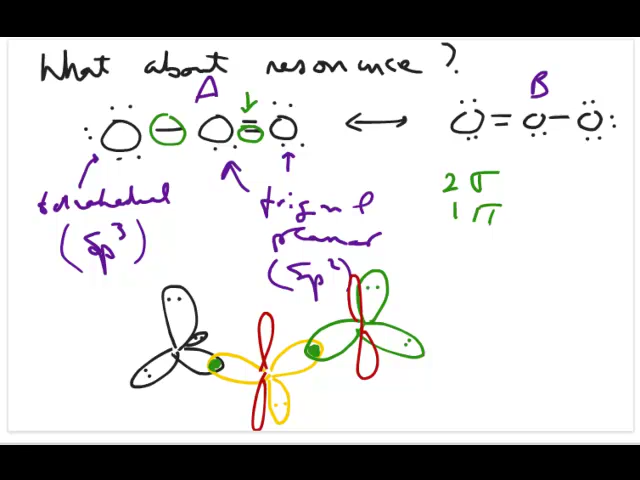 What about resonance?
A
B
O − O = O ⟷ O = O − O
2 σ
1 π
tetrahedral
(sp³)
trigonal
planar
(sp²)